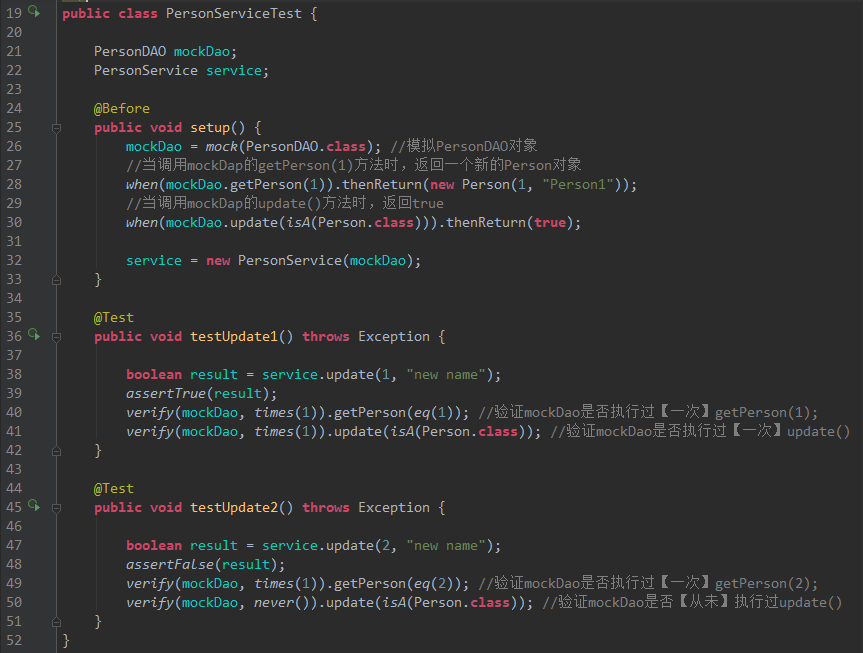 19 public class PersonServiceTest {
20
21 PersonDAO mockDao;
22 PersonService service;
23
24 @Before
25 public void setup() {
26 mockDao = mock(PersonDAO.class); //模拟PersonDAO对象
27 //当调用mockDap的getPerson(1)方法时，返回一个新的Person对象
28 when(mockDao.getPerson(1)).thenReturn(new Person(1, "Person1"));
29 //当调用mockDap的update()方法时，返回true
30 when(mockDao.update(isA(Person.class))).thenReturn(true);
31
32 service = new PersonService(mockDao);
33 }
34
35 @Test
36 public void testUpdate1() throws Exception {
37
38 boolean result = service.update(1, "new name");
39 assertTrue(result);
40 verify(mockDao, times(1)).getPerson(eq(1)); //验证mockDao是否执行过【一次】getPerson(1);
41 verify(mockDao, times(1)).update(isA(Person.class)); //验证mockDao是否执行过【一次】update()
42 }
43
44 @Test
45 public void testUpdate2() throws Exception {
46
47 boolean result = service.update(2, "new name");
48 assertFalse(result);
49 verify(mockDao, times(1)).getPerson(eq(2)); //验证mockDao是否执行过【一次】getPerson(2);
50 verify(mockDao, never()).update(isA(Person.class)); //验证mockDao是否【从未】执行过update()
51 }
52 }